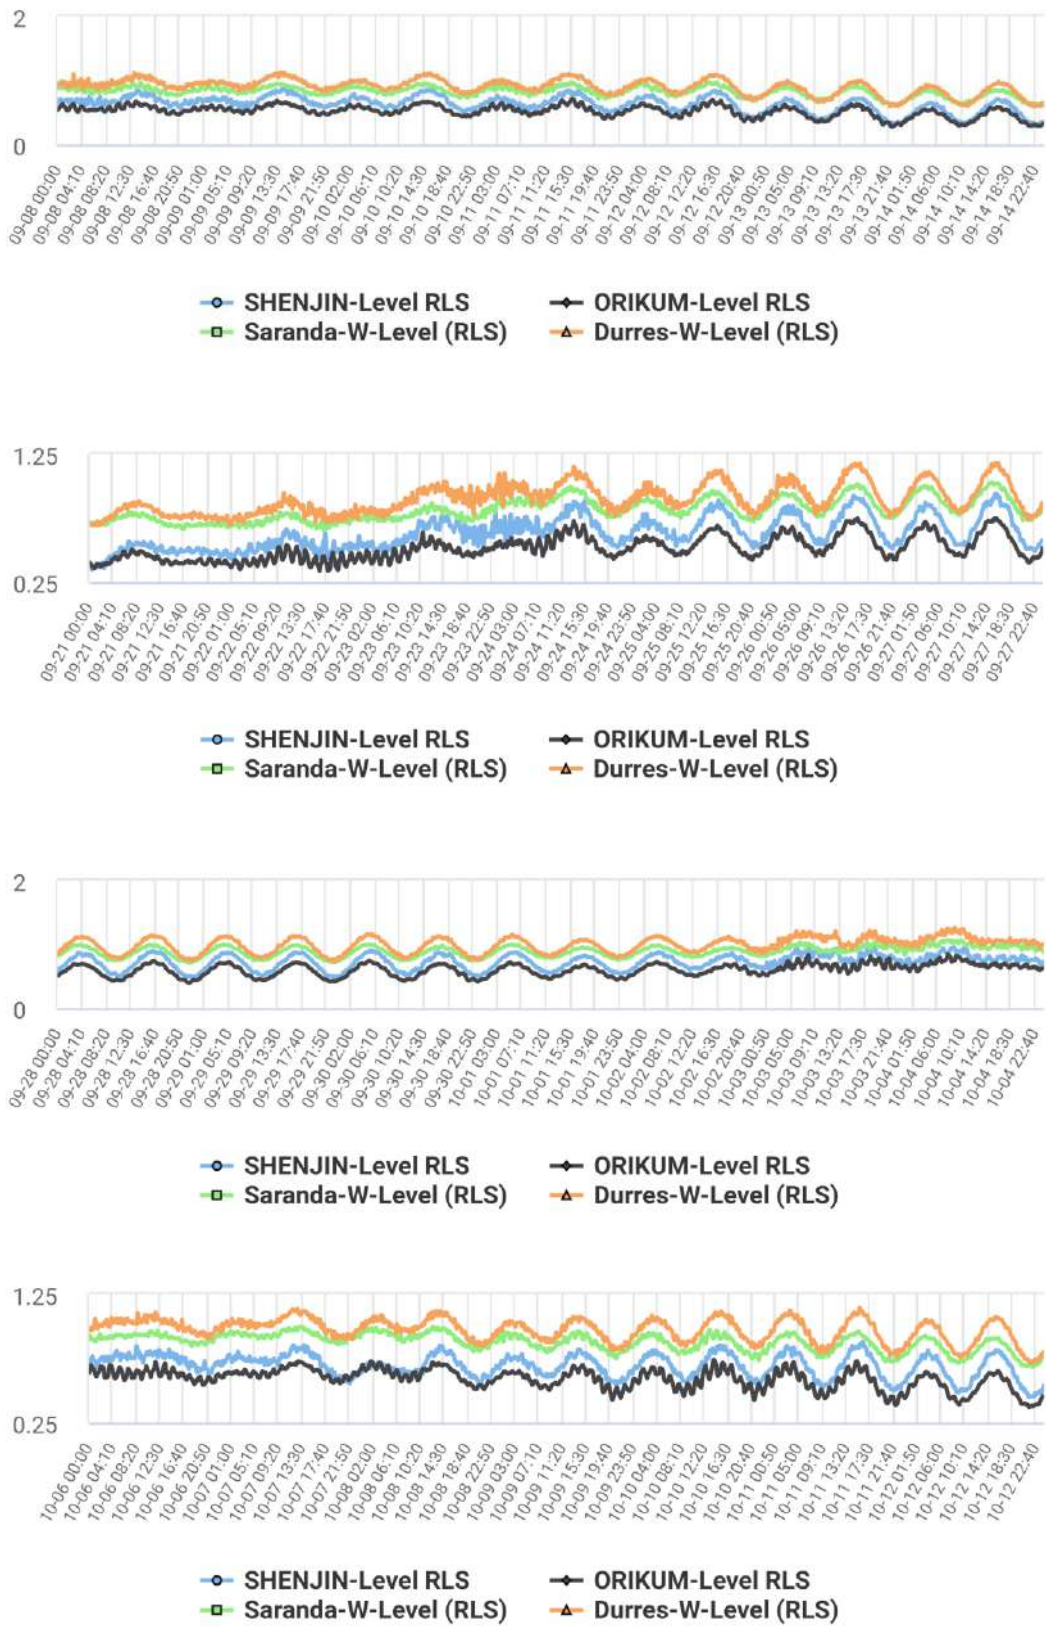 2
0
09-08 00:00 09-08 04:10 09-08 08:20 09-08 12:30 09-08 16:40 09-08 20:50 09-09 01:00 09-09 05:10 09-09 09:20 09-09 13:30 09-09 17:40 09-09 21:50 09-10 02:00 09-10 06:10 09-10 10:20 09-10 14:30 09-10 18:40 09-10 22:50 09-11 03:00 09-11 07:10 09-11 11:20 09-11 15:30 09-11 19:40 09-11 23:50 09-12 04:00 09-12 08:10 09-12 12:20 09-12 16:30 09-12 20:40 09-13 00:50 09-13 05:00 09-13 09:10 09-13 13:20 09-13 17:30 09-13 21:40 09-14 01:50 09-14 06:00 09-14 10:10 09-14 14:20 09-14 18:30 09-14 22:40
SHENJIN-Level RLS ORIKUM-Level RLS
Saranda-W-Level (RLS) Durres-W-Level (RLS)
1.25
0.25
09-21 00:00 09-21 04:10 09-21 08:20 09-21 12:30 09-21 16:40 09-21 20:50 09-22 01:00 09-22 05:10 09-22 09:20 09-22 13:30 09-22 17:40 09-22 21:50 09-23 02:00 09-23 06:10 09-23 10:20 09-23 14:30 09-23 18:40 09-23 22:50 09-24 03:00 09-24 07:10 09-24 11:20 09-24 15:30 09-24 19:40 09-24 23:50 09-25 04:00 09-25 08:10 09-25 12:20 09-25 16:30 09-25 20:40 09-26 00:50 09-26 05:00 09-26 09:10 09-26 13:20 09-26 17:30 09-26 21:40 09-27 01:50 09-27 06:00 09-27 10:10 09-27 14:20 09-27 18:30 09-27 22:40
SHENJIN-Level RLS ORIKUM-Level RLS
Saranda-W-Level (RLS) Durres-W-Level (RLS)
2
0
09-28 00:00 09-28 04:10 09-28 08:20 09-28 12:30 09-28 16:40 09-28 20:50 09-29 01:00 09-29 05:10 09-29 09:20 09-29 13:30 09-29 17:40 09-29 21:50 09-30 02:00 09-30 06:10 09-30 10:20 09-30 14:30 09-30 18:40 09-30 22:50 10-01 03:00 10-01 07:10 10-01 11:20 10-01 15:30 10-01 19:40 10-01 23:50 10-02 04:00 10-02 08:10 10-02 12:20 10-02 16:30 10-02 20:40 10-03 00:50 10-03 05:00 10-03 09:10 10-03 13:20 10-03 17:30 10-03 21:40 10-04 01:50 10-04 06:00 10-04 10:10 10-04 14:20 10-04 18:30 10-04 22:40
SHENJIN-Level RLS ORIKUM-Level RLS
Saranda-W-Level (RLS) Durres-W-Level (RLS)
1.25
0.25
10-06 00:00 10-06 04:10 10-06 08:20 10-06 12:30 10-06 16:40 10-06 20:50 10-07 01:00 10-07 05:10 10-07 09:20 10-07 13:30 10-07 17:40 10-07 21:50 10-08 02:00 10-08 06:10 10-08 10:20 10-08 14:30 10-08 18:40 10-08 22:50 10-09 03:00 10-09 07:10 10-09 11:20 10-09 15:30 10-09 19:40 10-09 23:50 10-10 04:00 10-10 08:10 10-10 12:20 10-10 16:30 10-10 20:40 10-11 00:50 10-11 05:00 10-11 09:10 10-11 13:20 10-11 17:30 10-11 21:40 10-12 01:50 10-12 06:00 10-12 10:10 10-12 14:20 10-12 18:30 10-12 22:40
SHENJIN-Level RLS ORIKUM-Level RLS
Saranda-W-Level (RLS) Durres-W-Level (RLS)